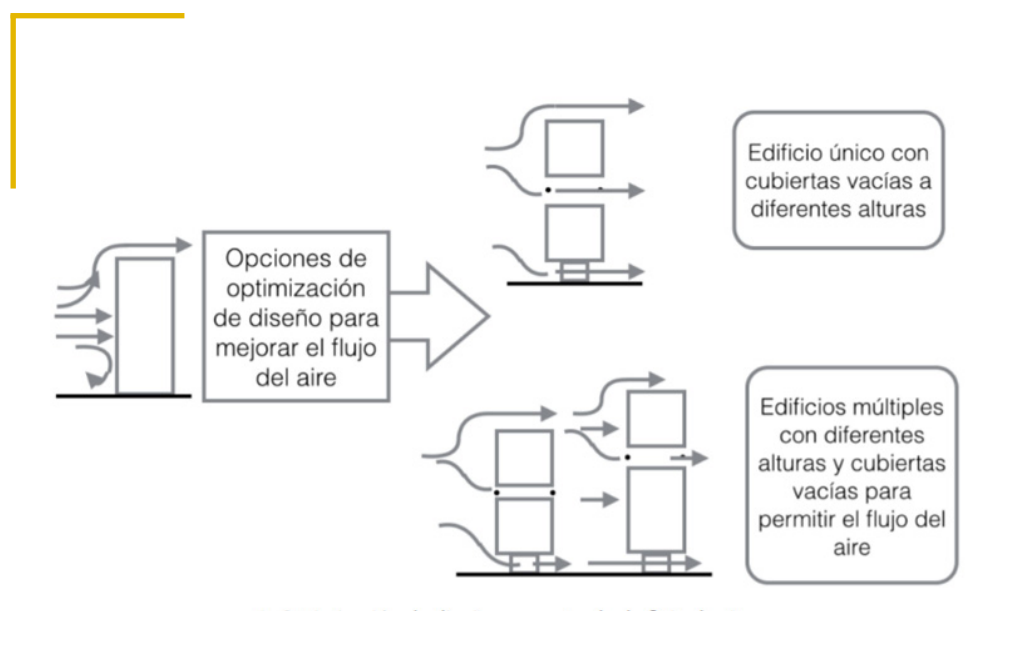 Edificio único con
cubiertas vacías a
diferentes alturas
Opciones de
optimización
de diseño para
mejorar el flujo
del aire
Edificios múltiples
con diferentes
alturas y cubiertas
vacías para
permitir el flujo del
aire